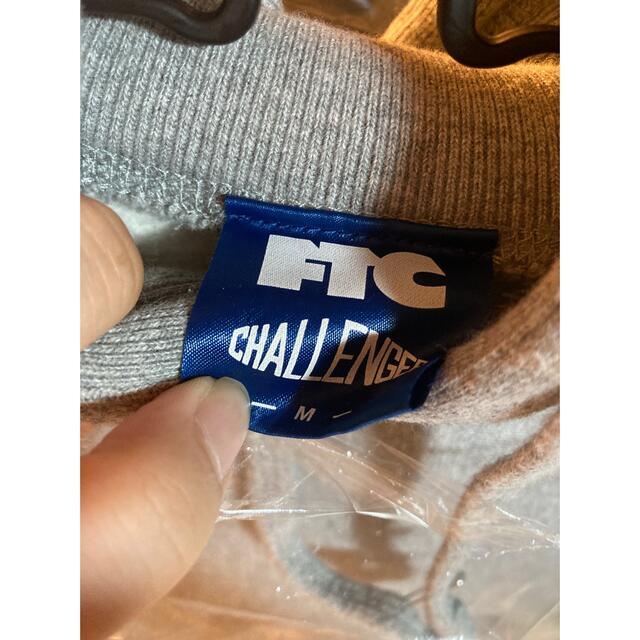 FTC
CHALLENGER
— M —